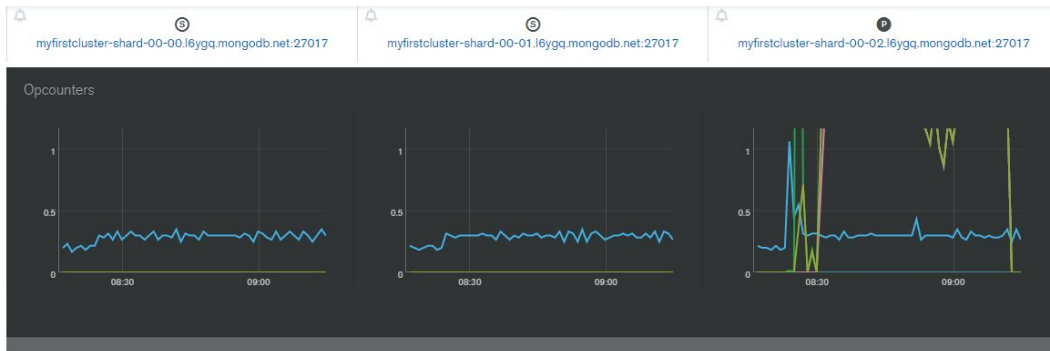 S
S
P
myfirstcluster-shard-00-00.l6ygq.mongodb.net:27017
myfirstcluster-shard-00-01.l6ygq.mongodb.net:27017
myfirstcluster-shard-00-02.l6ygq.mongodb.net:27017
Opcounters
1
0.5
0
08:30
09:00
1
0.5
0
08:30
09:00
1
0.5
0
08:30
09:00